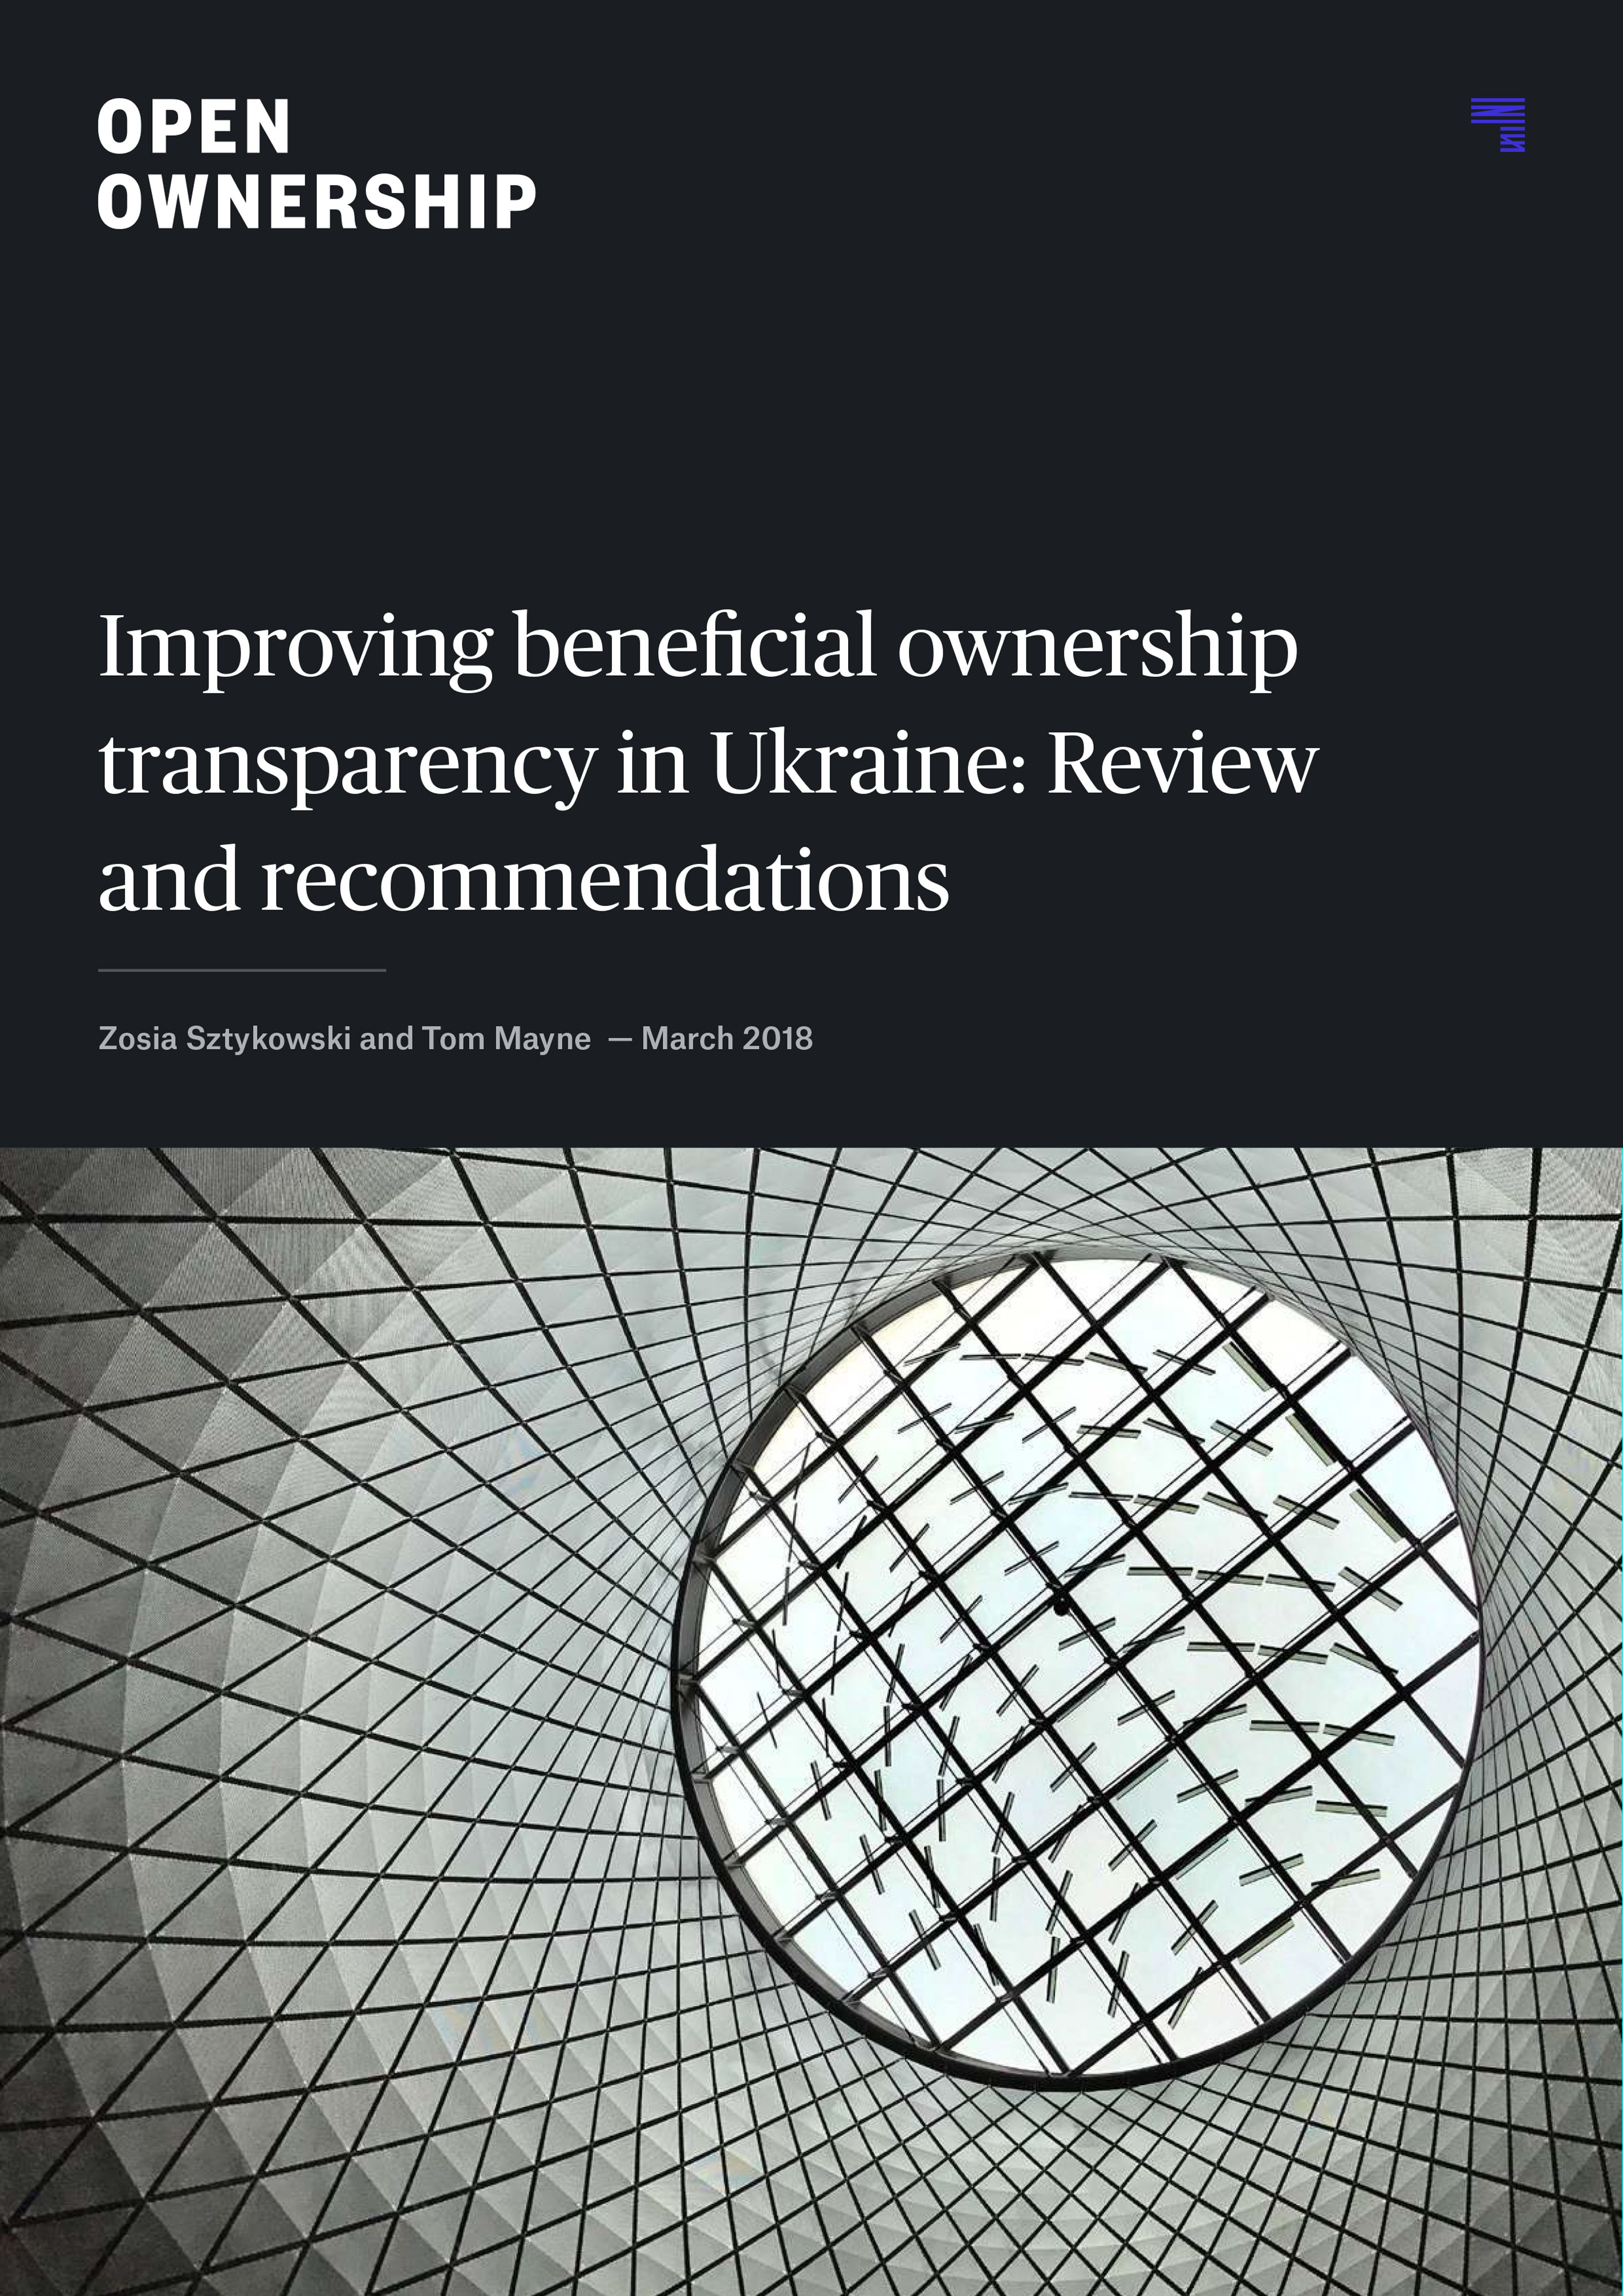 OPEN
OWNERSHIP
Improving beneficial ownership
transparency in Ukraine: Review
and recommendations
Zosia Sztykowski and Tom Mayne — March 2018